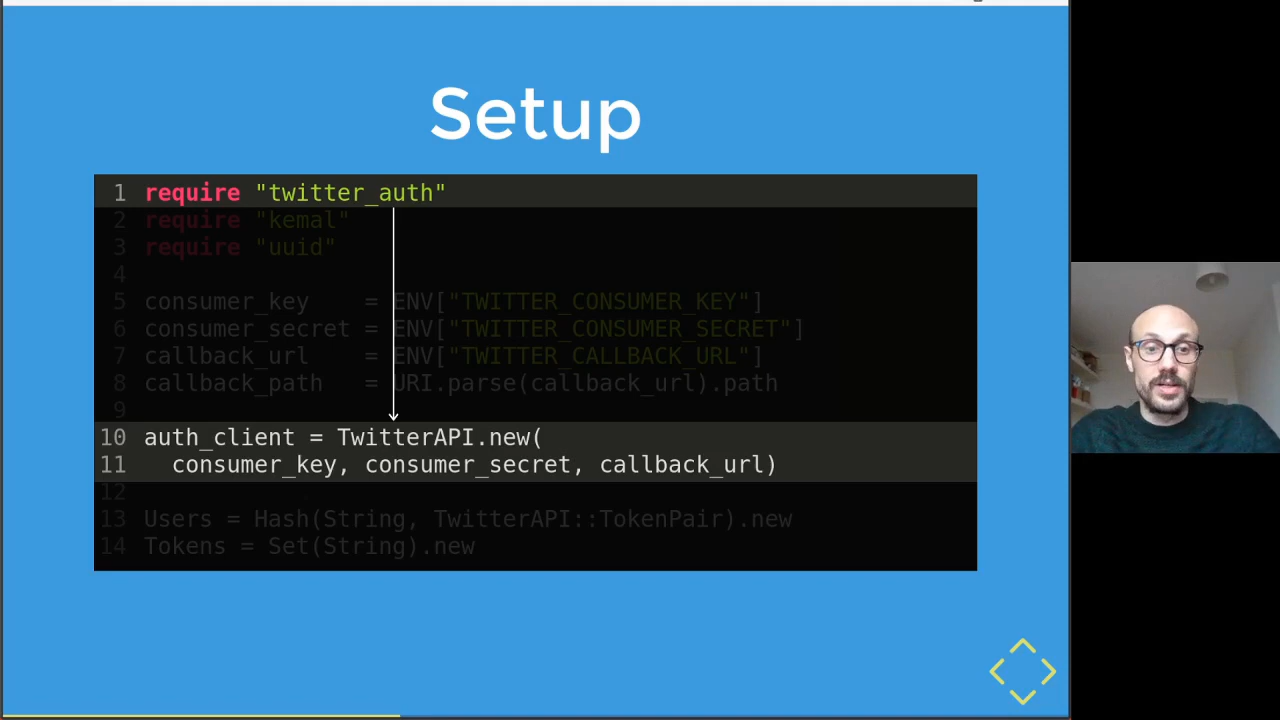 Setup
1 require "twitter_auth"
2 require "kemal"
3 require "uuid"
4
5 consumer_key    = ENV["TWITTER_CONSUMER_KEY"]
6 consumer_secret = ENV["TWITTER_CONSUMER_SECRET"]
7 callback_url    = ENV["TWITTER_CALLBACK_URL"]
8 callback_path   = URI.parse(callback_url).path
9
10 auth_client = TwitterAPI.new(
11   consumer_key, consumer_secret, callback_url)
12
13 Users = Hash(String, TwitterAPI::TokenPair).new
14 Tokens = Set(String).new